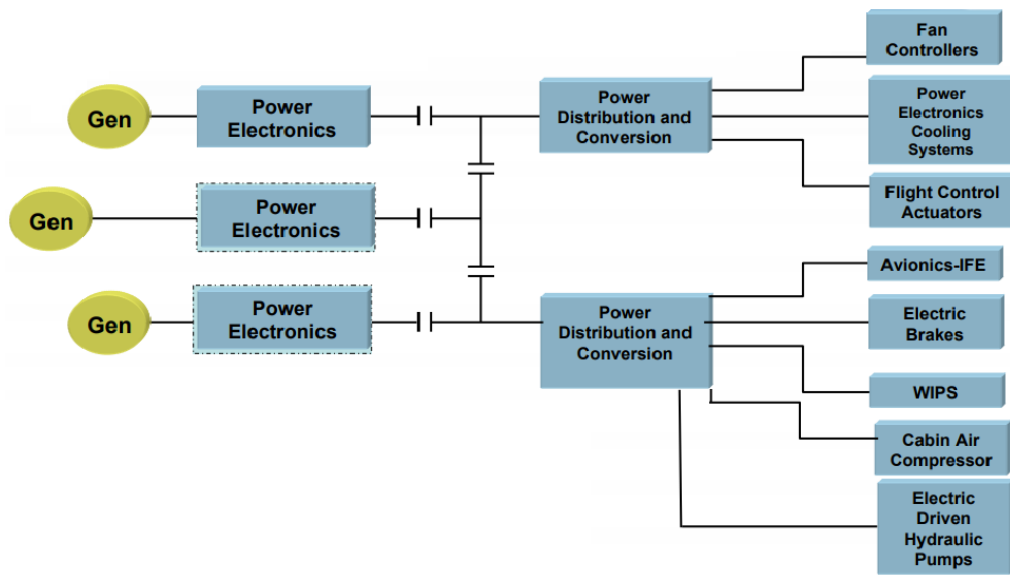 Gen
Power
Electronics
Gen
Power
Electronics
Gen
Power
Electronics
Power
Distribution and
Conversion
Power
Distribution and
Conversion
Fan
Controllers
Power
Electronics
Cooling
Systems
Flight Control
Actuators
Avionics-IFE
Electric
Brakes
WIPS
Cabin Air
Compressor
Electric
Driven
Hydraulic
Pumps